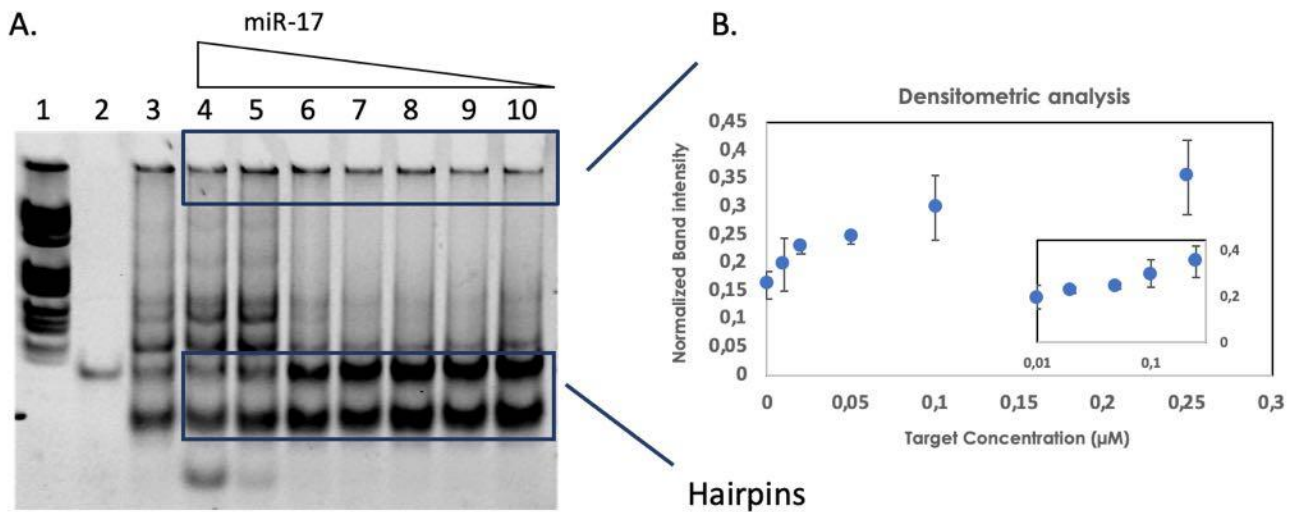 A.
miR-17
1 2 3 4 5 6 7 8 9 10
Hairpins
B.
Densitometric analysis
Normalized Band intensity
0,45
0,4
0,35
0,3
0,25
0,2
0,15
0,1
0,05
0
0 0,05 0,1 0,15 0,2 0,25 0,3
Target Concentration (µM)
0,4
0,2
0
0,01 0,1